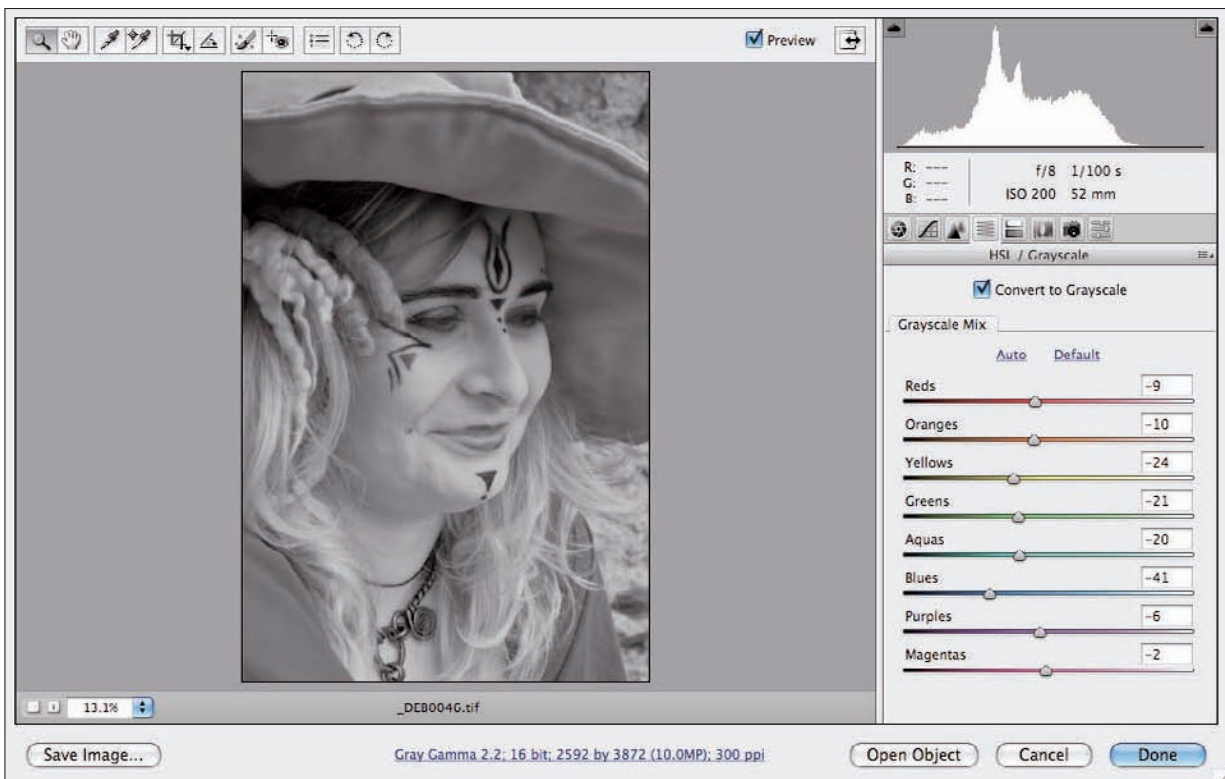 Preview
R: ---
G: ---
B: ---
f/8 1/100 s
ISO 200 52 mm
HSL / Grayscale
Convert to Grayscale
Grayscale Mix
Auto Default
Reds -9
Oranges -10
Yellows -24
Greens -21
Aquas -20
Blues -41
Purples -6
Magentas -2
13.1% _DEB004G.tif
Save Image... Gray Gamma 2.2; 16 bit; 2592 by 3872 (10.0MP); 300 ppi Open Object Cancel Done